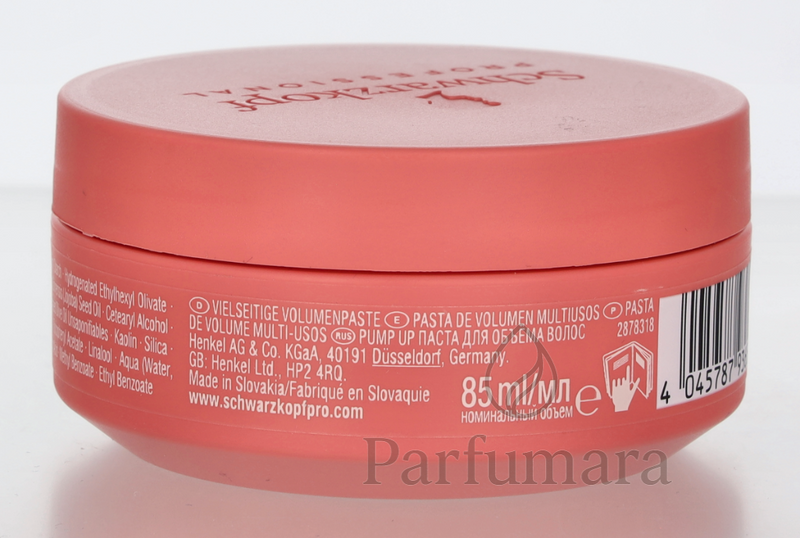 Schwarzkopf
PROFESSIONAL
Hydrogenated Ethylhexyl Olivate ·
(Jojoba) Seed Oil · Cetearyl Alcohol ·
Oil Unsaponifiables · Kaolin · Silica ·
Acetate · Linalool · Aqua (Water,
Benzoate · Ethyl Benzoate
D VIELSEITIGE VOLUMENPASTE E PASTA DE VOLUMEN MULTIUSOS P PASTA
DE VOLUME MULTI-USOS RUS PUMP UP ПАСТА ДЛЯ ОБЪЕМА ВОЛОС 2878318
Henkel AG & Co. KGaA, 40191 Düsseldorf, Germany.
GB: Henkel Ltd., HP2 4RQ.
Made in Slovakia/Fabriqué en Slovaquie
www.schwarzkopfpro.com
85 ml/мл e
номинальный объем
4 045787
Parfumara